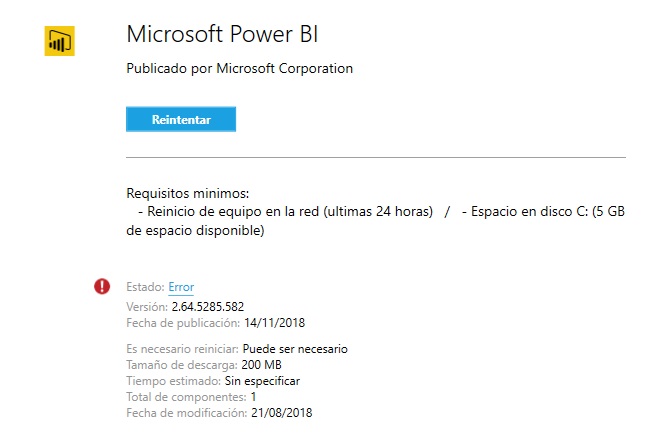 Microsoft Power BI
Publicado por Microsoft Corporation
Reintentar
Requisitos minimos:
- Reinicio de equipo en la red (ultimas 24 horas) / - Espacio en disco C: (5 GB
de espacio disponible)
Estado: Error
Versión: 2.64.5285.582
Fecha de publicación: 14/11/2018
Es necesario reiniciar: Puede ser necesario
Tamaño de descarga: 200 MB
Tiempo estimado: Sin especificar
Total de componentes: 1
Fecha de modificación: 21/08/2018